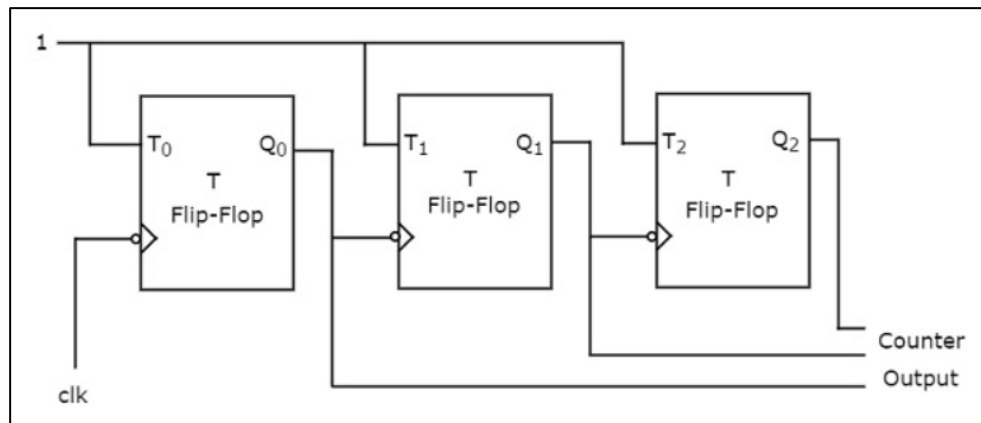 1
T₀ Q₀
T
Flip-Flop
T₁ Q₁
T
Flip-Flop
T₂ Q₂
T
Flip-Flop
clk
Counter
Output